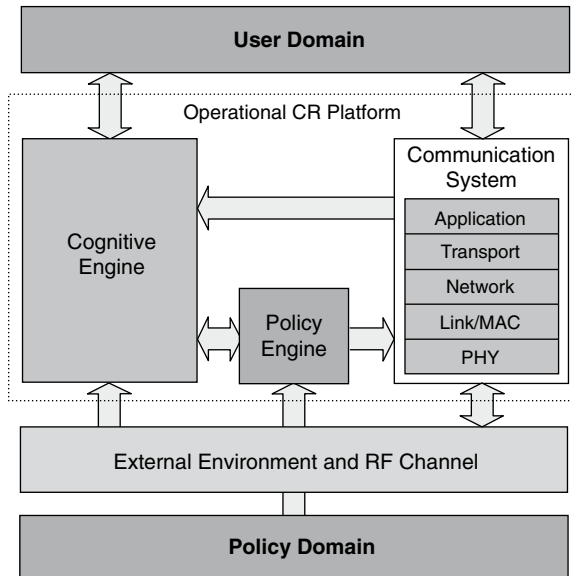 User Domain
Operational CR Platform
Cognitive
Engine
Communication
System
Application
Transport
Network
Link/MAC
PHY
Policy
Engine
External Environment and RF Channel
Policy Domain